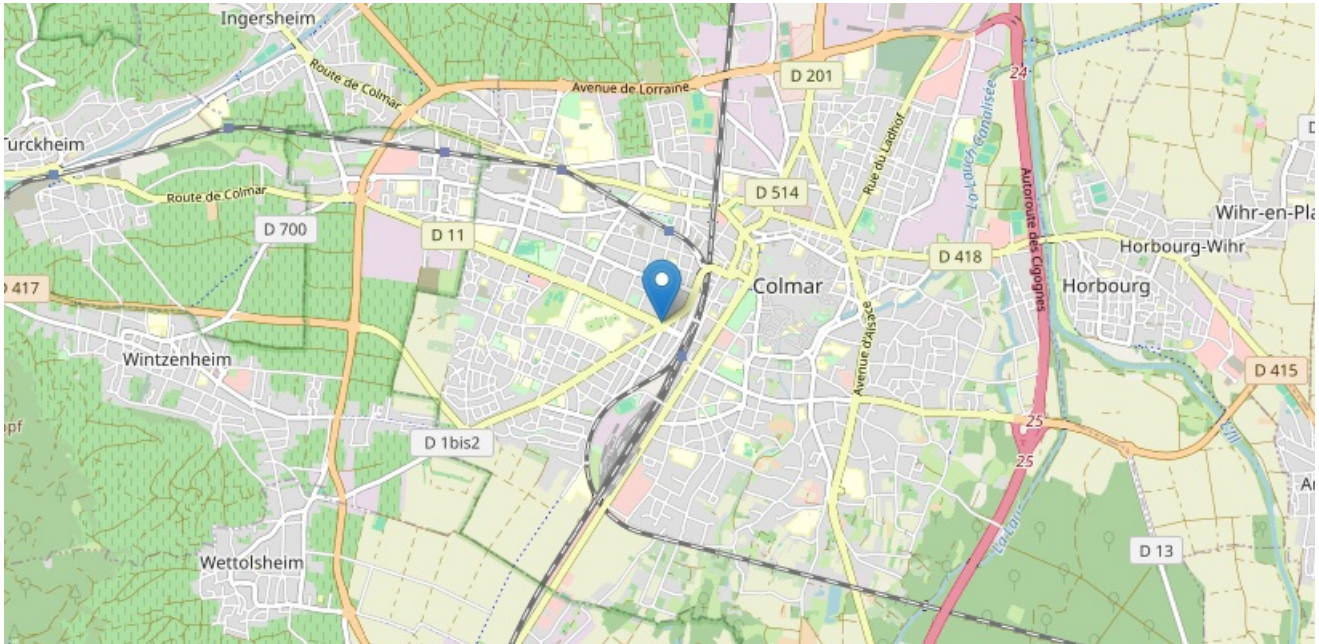 Ingersheim
Route de Colmar
Avenue de Lorraine
D 201
24
La Lauch Canalisée
Rue du Ladhof
Turckheim
Route de Colmar
D 514
Autoroute des Cigognes
D 700
D 11
D 418
Horbourg-Wihr
D 417
Colmar
Horbourg
Wintzenheim
Avenue d'Alsace
D 415
D 1bis2
25
25
L'Ill
La Lauc
D 13
Wettolsheim